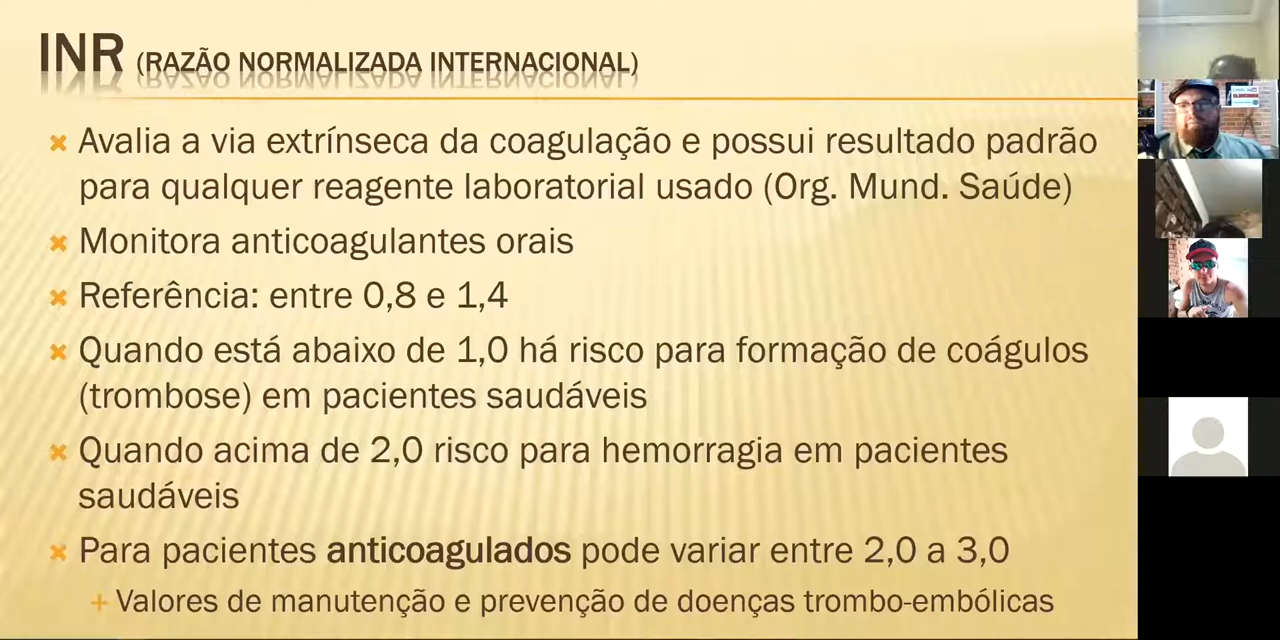 INR (RAZÃO NORMALIZADA INTERNACIONAL)
Avalia a via extrínseca da coagulação e possui resultado padrão
para qualquer reagente laboratorial usado (Org. Mund. Saúde)
Monitora anticoagulantes orais
Referência: entre 0,8 e 1,4
Quando está abaixo de 1,0 há risco para formação de coágulos
(trombose) em pacientes saudáveis
Quando acima de 2,0 risco para hemorragia em pacientes
saudáveis
Para pacientes anticoagulados pode variar entre 2,0 a 3,0
Valores de manutenção e prevenção de doenças trombo-embólicas